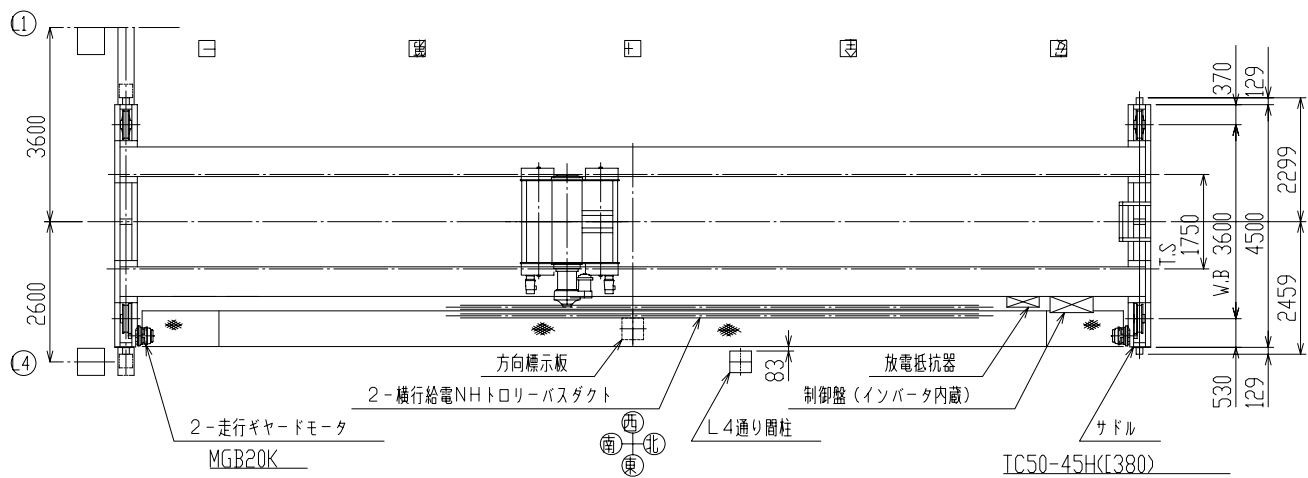 L1
3600
2600
L4
370
129
2299
T.S
1750
W.B 3600
4500
2459
530
129
83
方向標示板
放電抵抗器
2-横行給電NHトロリーバスダクト
制御盤(インバータ内蔵)
2-走行ギヤードモータ
MGB20K
L4通り間柱
サドル
TC50-45H([380)
西
南
北
東